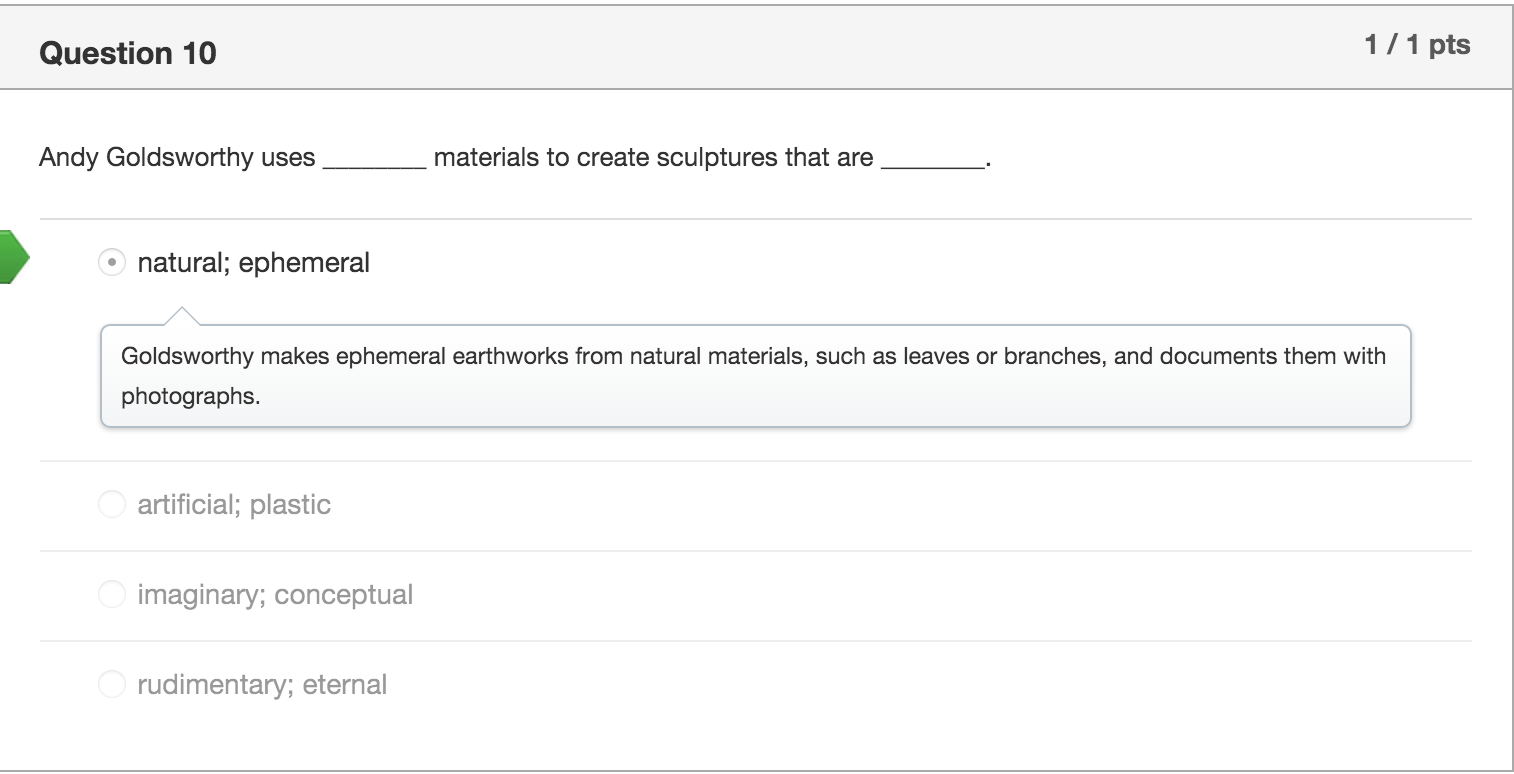 Question 10
1 / 1 pts
Andy Goldsworthy uses ________ materials to create sculptures that are ________.
natural; ephemeral
Goldsworthy makes ephemeral earthworks from natural materials, such as leaves or branches, and documents them with
photographs.
artificial; plastic
imaginary; conceptual
rudimentary; eternal